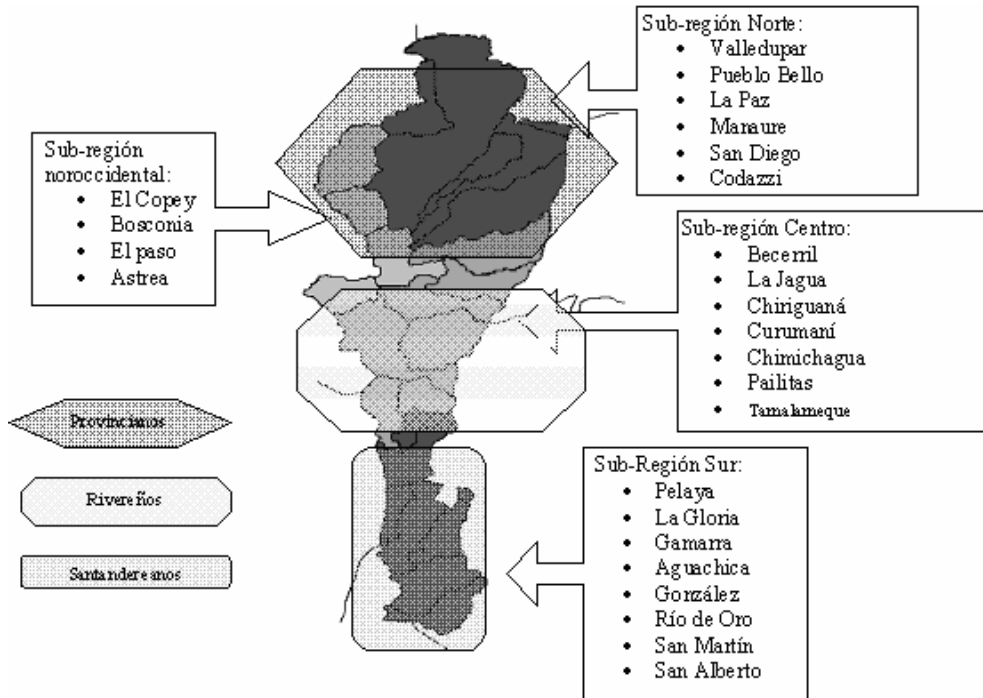 Sub-región Norte:
• Valledupar
• Pueblo Bello
• La Paz
• Manaure
• San Diego
• Codazzi
Sub-región
noroccidental:
• El Copey
• Bosconia
• El paso
• Astrea
Sub-región Centro:
• Becerril
• La Jagua
• Chiriguaná
• Curumaní
• Chimichagua
• Pailitas
• Tamalameque
Provincianos
Rivereños
Santandereanos
Sub-Región Sur:
• Pelaya
• La Gloria
• Gamarra
• Aguachica
• González
• Río de Oro
• San Martín
• San Alberto